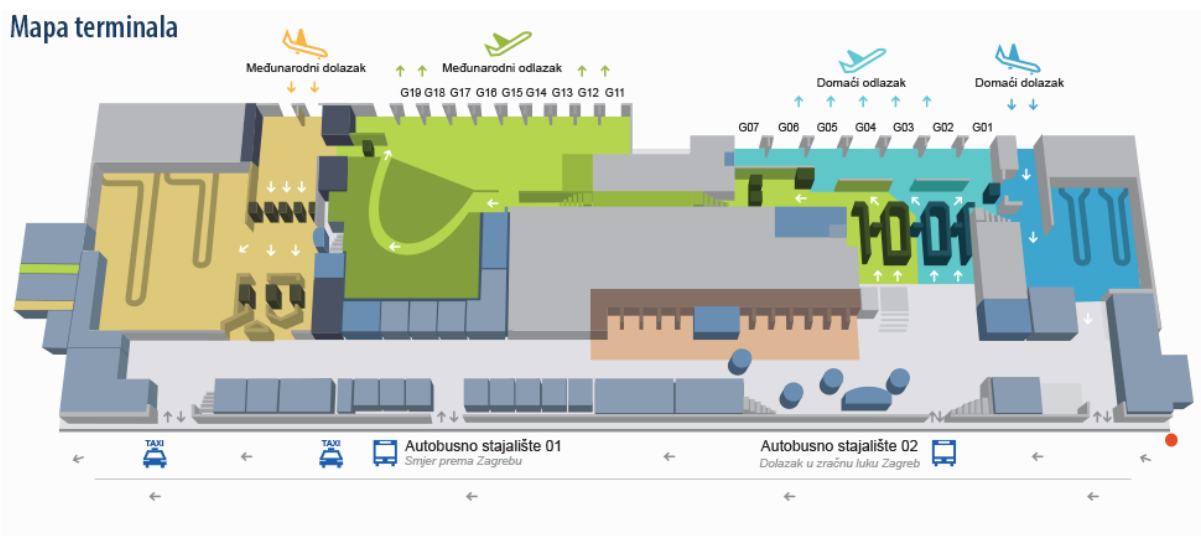 Mapa terminala
Međunarodni dolazak
Međunarodni odlazak
Domaći odlazak
Domaći dolazak
G19 G18 G17 G16 G15 G14 G13 G12 G11
G07 G06 G05 G04 G03 G02 G01
TAXI
TAXI
Autobusno stajalište 01
Smjer prema Zagrebu
Autobusno stajalište 02
Dolazak u zračnu luku Zagreb